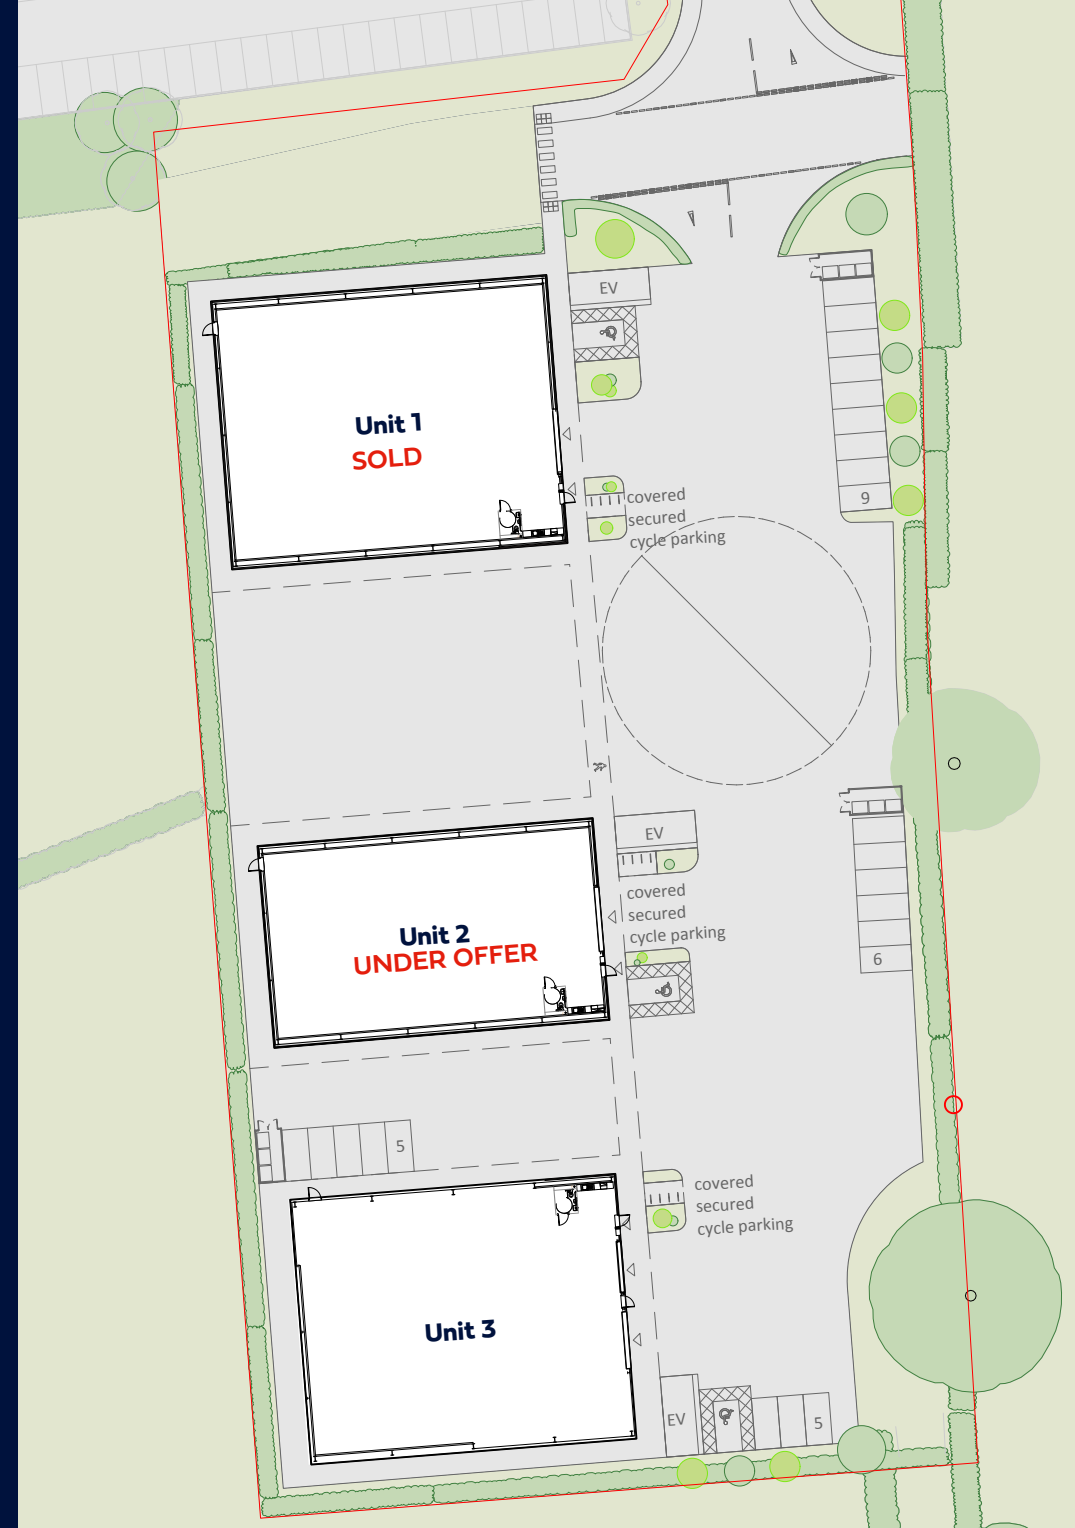 EV
Unit 1
SOLD
9
covered
secured
cycle parking
EV
covered
secured
cycle parking
Unit 2
UNDER OFFER
6
5
covered
secured
cycle parking
Unit 3
EV
5